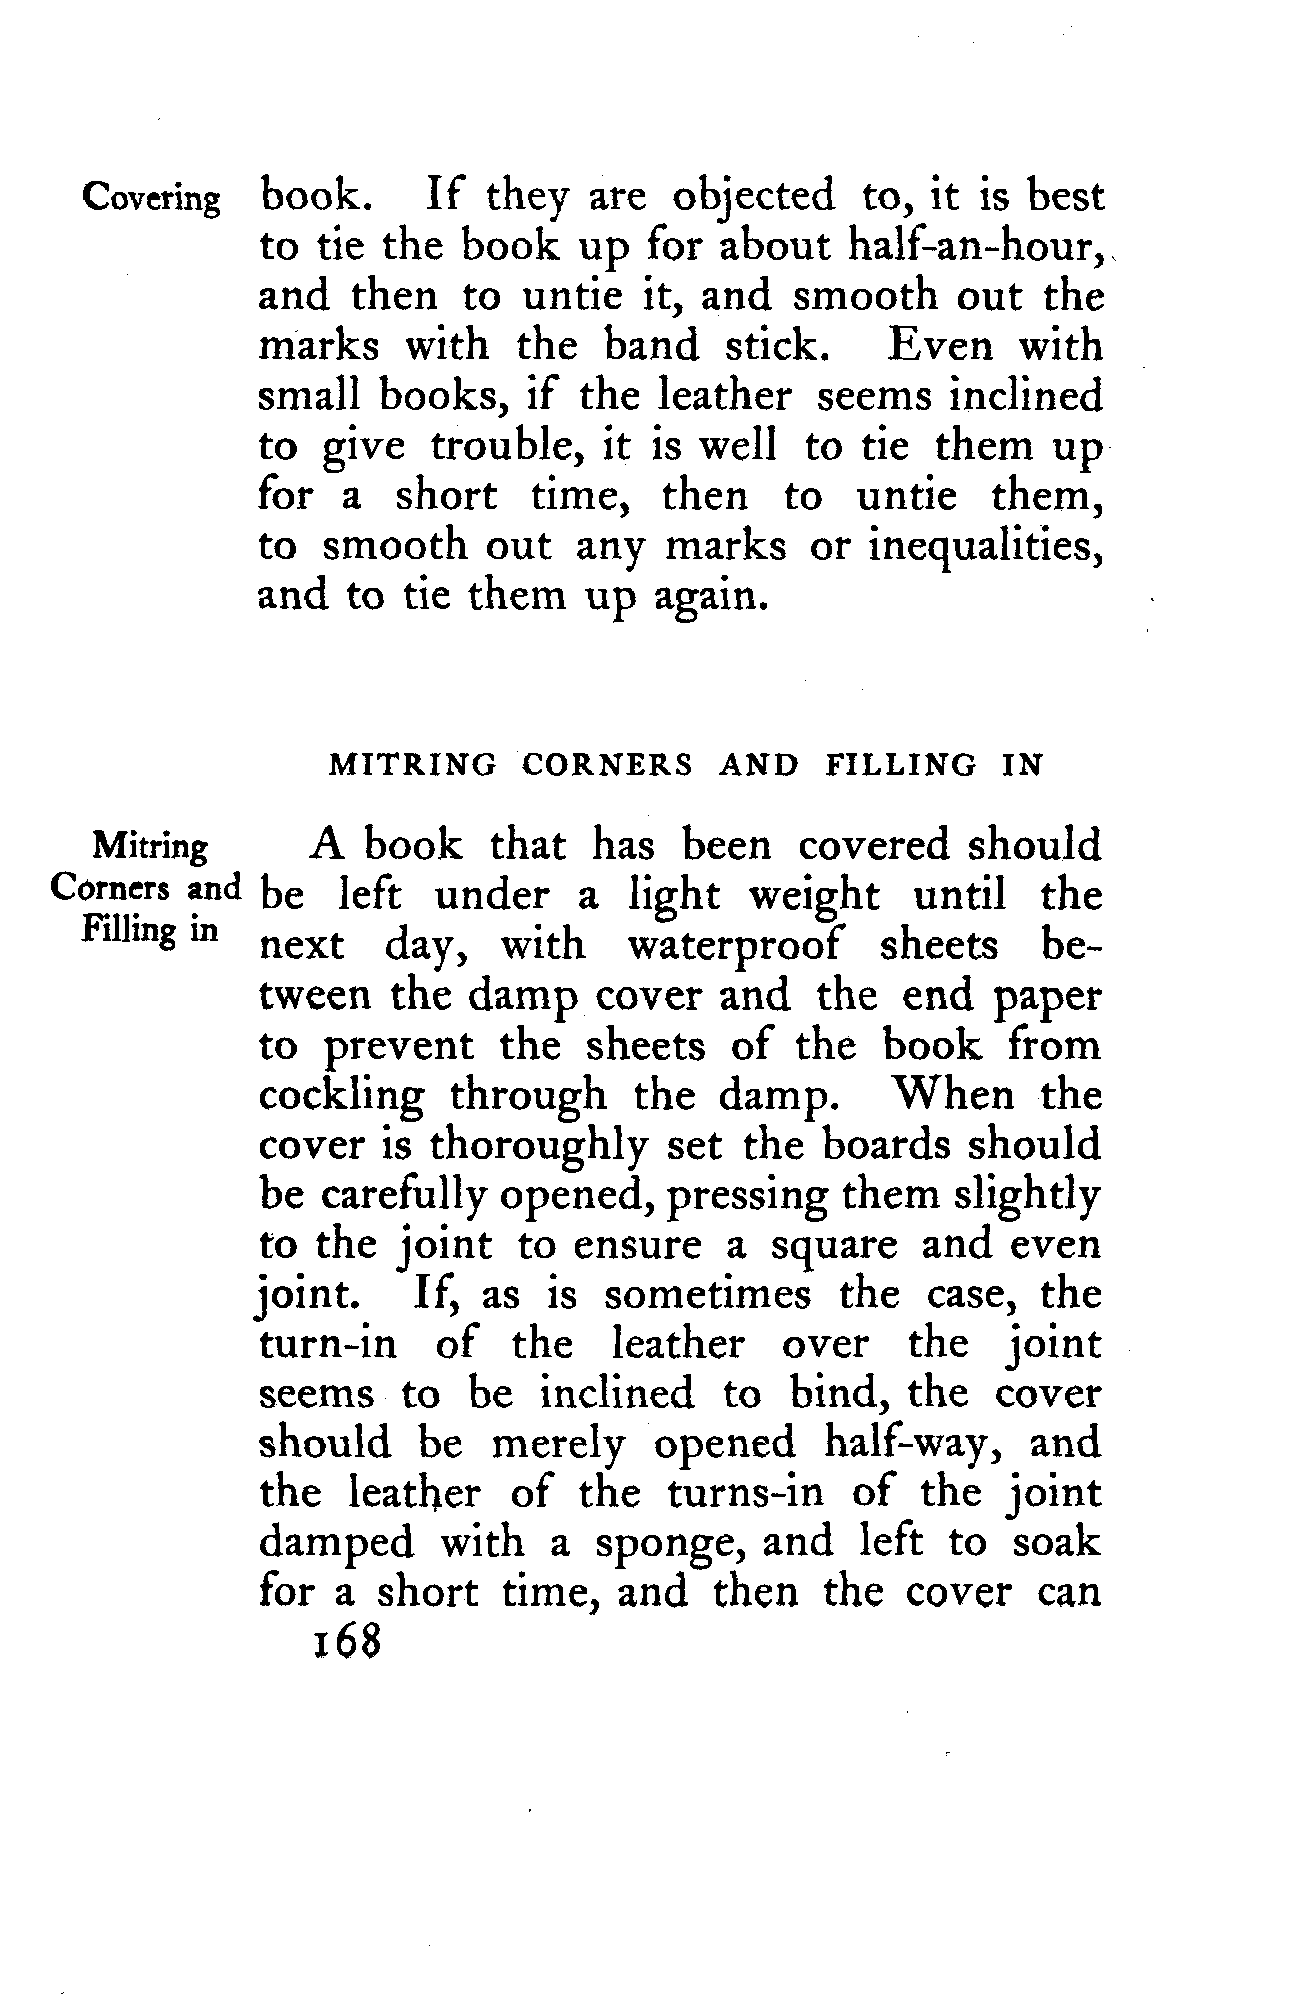 Covering
book. If they are objected to, it is best
to tie the book up for about half-an-hour,
and then to untie it, and smooth out the
marks with the band stick. Even with
small books, if the leather seems inclined
to give trouble, it is well to tie them up
for a short time, then to untie them,
to smooth out any marks or inequalities,
and to tie them up again.
MITRING CORNERS AND FILLING IN
Mitring
Corners and
Filling in
A book that has been covered should
be left under a light weight until the
next day, with waterproof sheets be-
tween the damp cover and the end paper
to prevent the sheets of the book from
cockling through the damp. When the
cover is thoroughly set the boards should
be carefully opened, pressing them slightly
to the joint to ensure a square and even
joint. If, as is sometimes the case, the
turn-in of the leather over the joint
seems to be inclined to bind, the cover
should be merely opened half-way, and
the leather of the turns-in of the joint
damped with a sponge, and left to soak
for a short time, and then the cover can
168